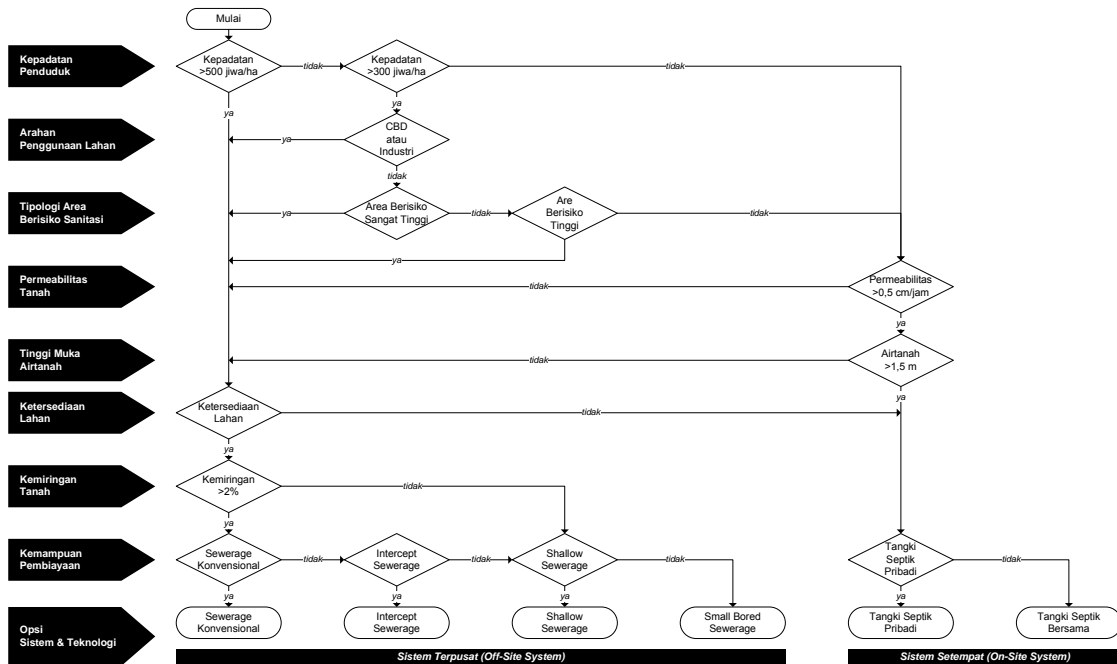 Mulai
Kepadatan
Penduduk
Kepadatan
>500 jiwa/ha
tidak
Kepadatan
>300 jiwa/ha
tidak
ya
ya
Arahan
Penggunaan Lahan
ya
CBD
atau
Industri
tidak
Tipologi Area
Berisiko Sanitasi
ya
Area Berisiko
Sangat Tinggi
tidak
Are
Berisiko
Tinggi
tidak
ya
Permeabilitas
Tanah
tidak
Permeabilitas
>0,5 cm/jam
ya
Tinggi Muka
Airtanah
tidak
Airtanah
>1,5 m
ya
Ketersediaan
Lahan
Ketersediaan
Lahan
tidak
ya
Kemiringan
Tanah
Kemiringan
>2%
tidak
ya
Kemampuan
Pembiayaan
Sewerage
Konvensional
tidak
Intercept
Sewerage
tidak
Shallow
Sewerage
tidak
Tangki
Septik
Pribadi
tidak
ya
ya
ya
ya
Opsi
Sistem & Teknologi
Sewerage
Konvensional
Intercept
Sewerage
Shallow
Sewerage
Small Bored
Sewerage
Tangki Septik
Pribadi
Tangki Septik
Bersama
Sistem Terpusat (Off-Site System)
Sistem Setempat (On-Site System)